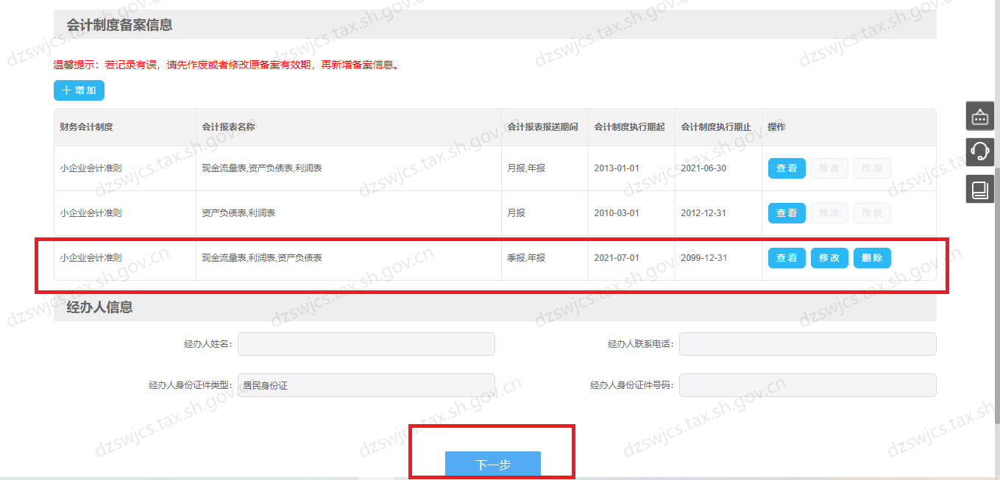 会计制度备案信息
温馨提示：若记录有误，请先作废或者修改原备案有效期，再新增备案信息。
增加
财务会计制度 会计报表名称 会计报表报送期间 会计制度执行期起 会计制度执行期止 操作
小企业会计准则 现金流量表,资产负债表,利润表 月报,年报 2013-01-01 2021-06-30 查看 修改 作废
小企业会计准则 资产负债表,利润表 月报 2010-03-01 2012-12-31 查看 修改 作废
小企业会计准则 现金流量表,利润表,资产负债表 季报,年报 2021-07-01 2099-12-31 查看 修改 删除
经办人信息
经办人姓名： 经办人联系电话：
经办人身份证件类型： 居民身份证 经办人身份证件号码：
下一步
dzswjcs.tax.sh.gov.cn